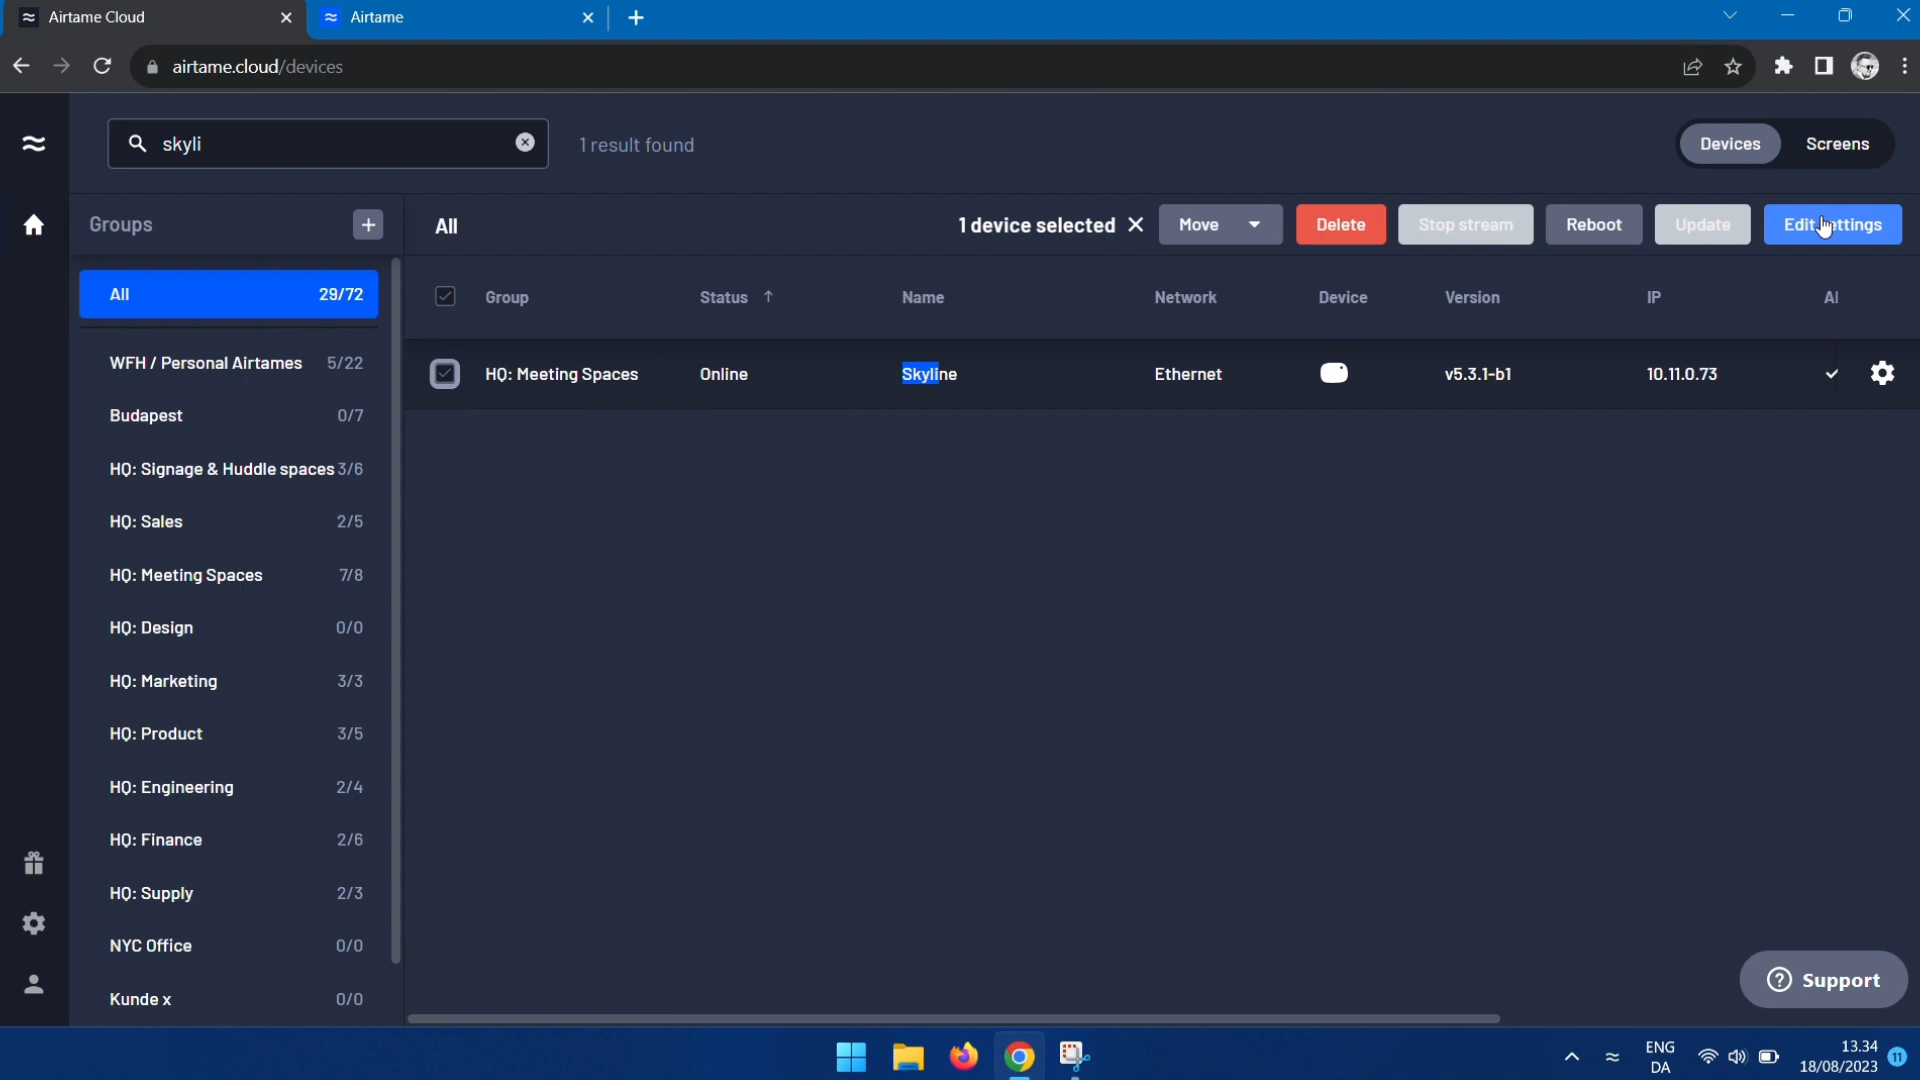 Airtame Cloud
Airtame
airtame.cloud/devices
skyli
1 result found
Devices
Screens
Groups
All
1 device selected
Move
Delete
Stop stream
Reboot
Update
Edit settings
All 29/72
Group
Status
Name
Network
Device
Version
IP
Al
WFH / Personal Airtames 5/22
HQ: Meeting Spaces
Online
Skyline
Ethernet
v5.3.1-b1
10.11.0.73
Budapest 0/7
HQ: Signage & Huddle spaces 3/6
HQ: Sales 2/5
HQ: Meeting Spaces 7/8
HQ: Design 0/0
HQ: Marketing 3/3
HQ: Product 3/5
HQ: Engineering 2/4
HQ: Finance 2/6
HQ: Supply 2/3
NYC Office 0/0
Kunde x 0/0
Support
ENG
DA
13.34
18/08/2023
11